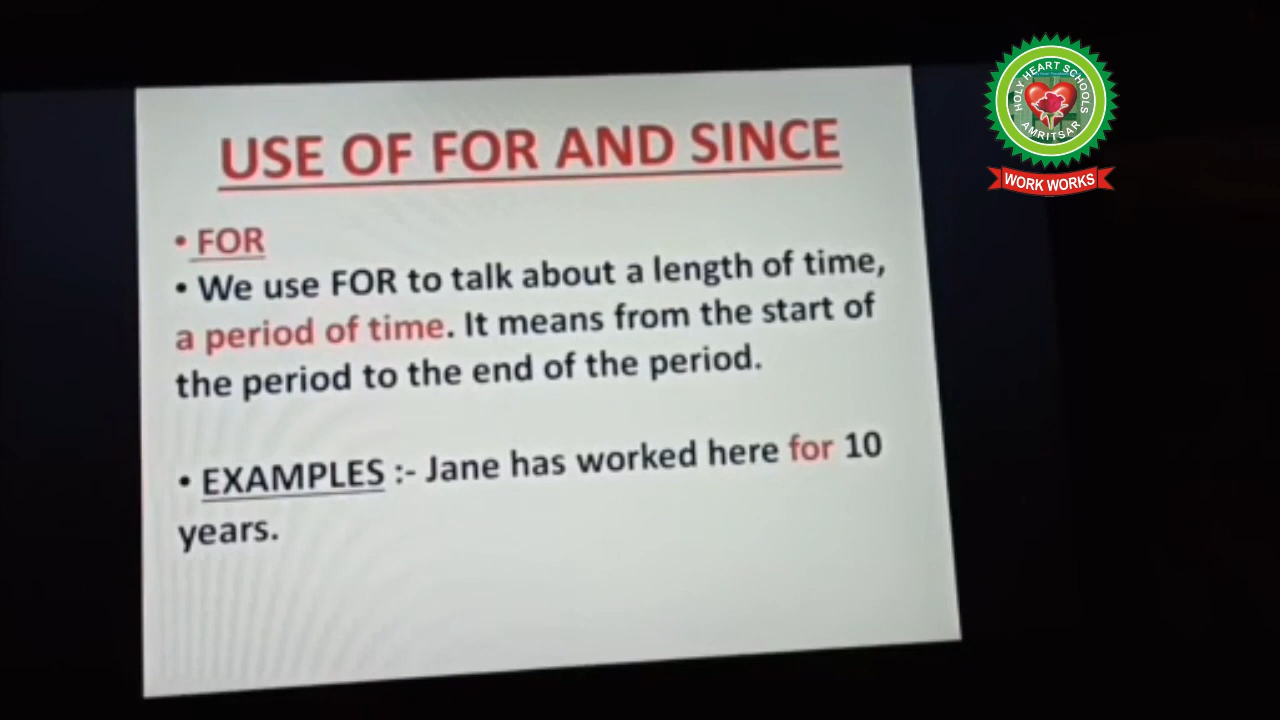 USE OF FOR AND SINCE
• FOR
• We use FOR to talk about a length of time,
a period of time. It means from the start of
the period to the end of the period.
• EXAMPLES :- Jane has worked here for 10
years.
HOLY HEART SCHOOLS
AMRITSAR
WORK WORKS